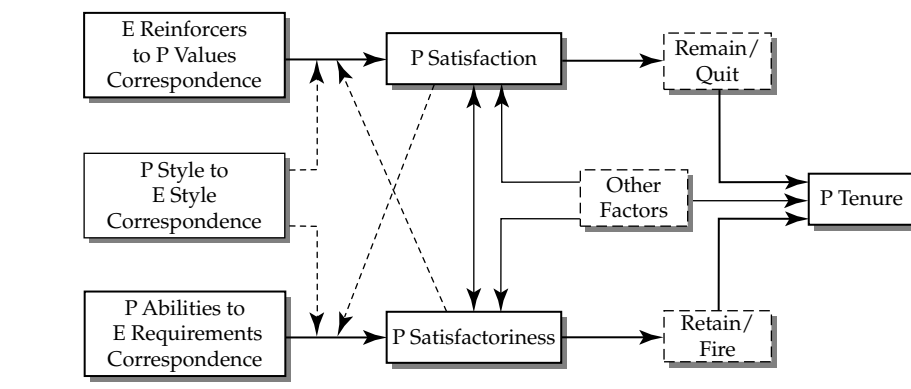 E Reinforcers
to P Values
Correspondence
P Satisfaction
Remain/
Quit
P Style to
E Style
Correspondence
Other
Factors
P Tenure
P Abilities to
E Requirements
Correspondence
P Satisfactoriness
Retain/
Fire